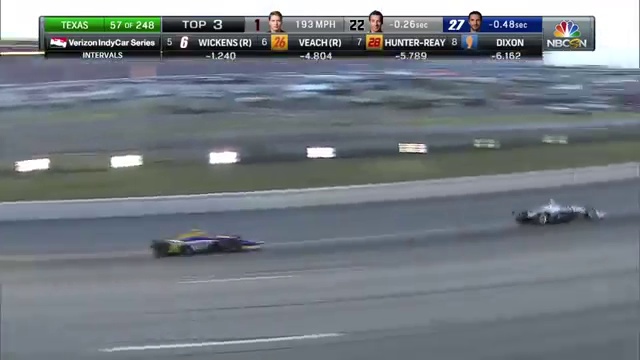 TEXAS 57 OF 248 TOP 3 1 193 MPH 22 -0.26sec 27 -0.48sec NBCSN
Verizon IndyCar Series 5 6 WICKENS (R) 6 26 VEACH (R) 7 28 HUNTER-REAY 8 9 DIXON
INTERVALS -1.240 -4.804 -5.789 -6.162